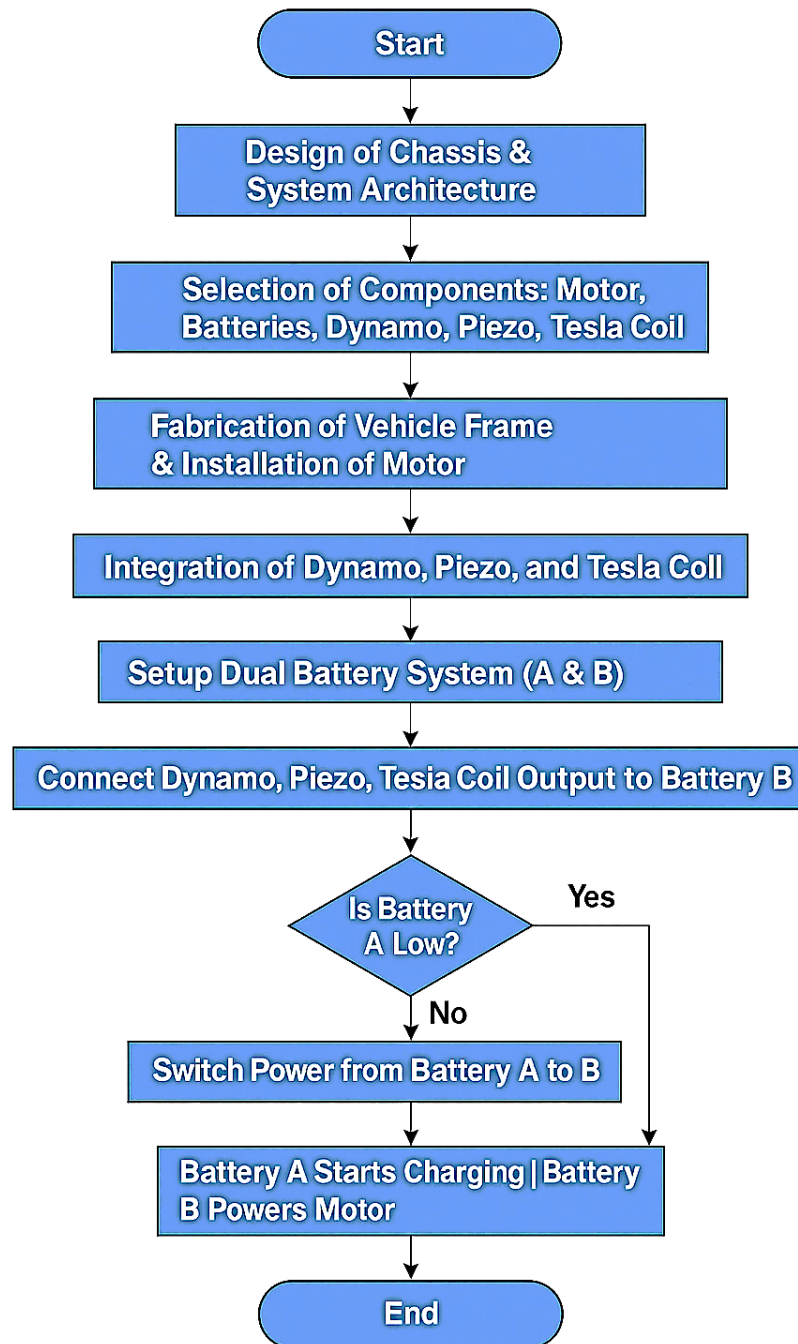 Start
Design of Chassis &
System Architecture
Selection of Components: Motor,
Batteries, Dynamo, Piezo, Tesla Coil
Fabrication of Vehicle Frame
& Installation of Motor
Integration of Dynamo, Piezo, and Tesla Coll
Setup Dual Battery System (A & B)
Connect Dynamo, Piezo, Tesia Coil Output to Battery B
Is Battery
A Low?
Yes
No
Switch Power from Battery A to B
Battery A Starts Charging | Battery
B Powers Motor
End